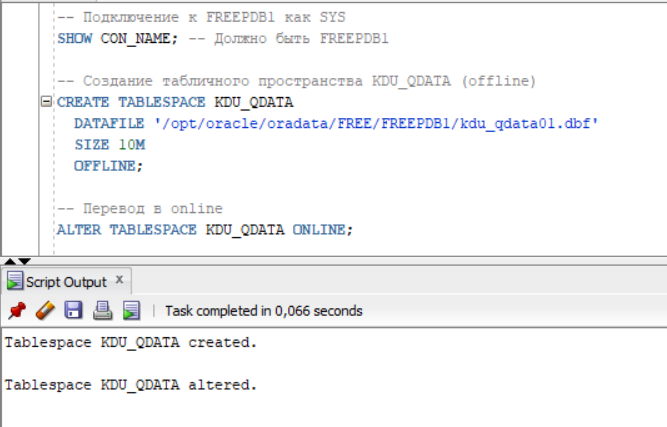 -- Подключение к FREEPDB1 как SYS
SHOW CON_NAME; -- Должно быть FREEPDB1
-- Создание табличного пространства KDU_QDATA (offline)
CREATE TABLESPACE KDU_QDATA
DATAFILE '/opt/oracle/oradata/FREE/FREEPDB1/kdu_qdata01.dbf'
SIZE 10M
OFFLINE;
-- Перевод в online
ALTER TABLESPACE KDU_QDATA ONLINE;
Script Output x
Task completed in 0,066 seconds
Tablespace KDU_QDATA created.
Tablespace KDU_QDATA altered.